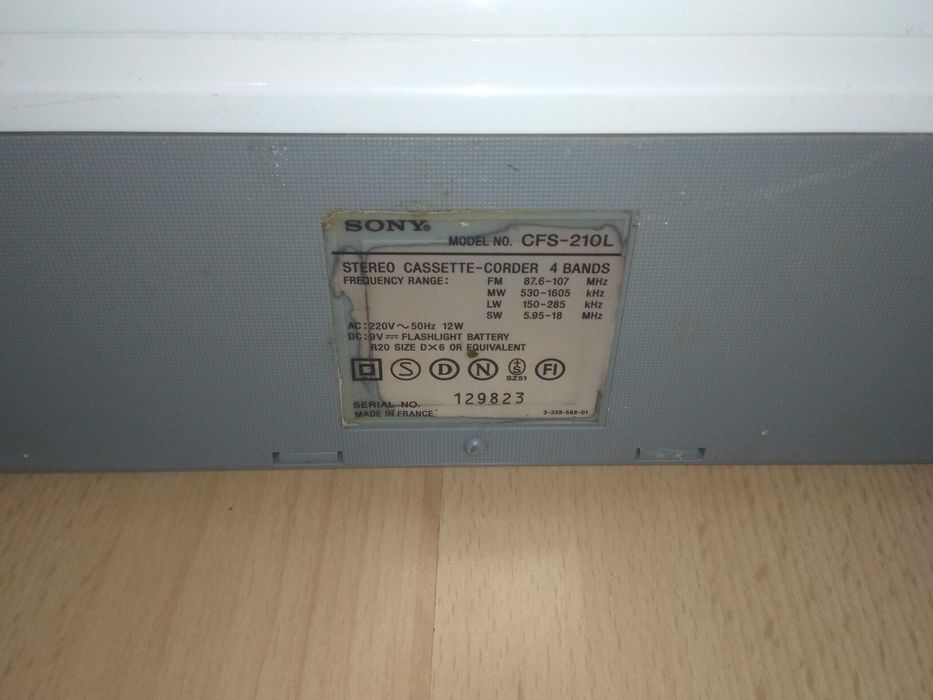 SONY®
MODEL NO. CFS-210L
STEREO CASSETTE-CORDER 4 BANDS
FREQUENCY RANGE: FM 87.6-107 MHz
MW 530-1605 kHz
LW 150-285 kHz
SW 5.95-18 MHz
AC:220V~50Hz 12W
DC:9V⎓ FLASHLIGHT BATTERY
R20 SIZE D×6 OR EQUIVALENT
S D N S FI
SZ51
SERIAL NO. 129823
MADE IN FRANCE 3-338-568-01